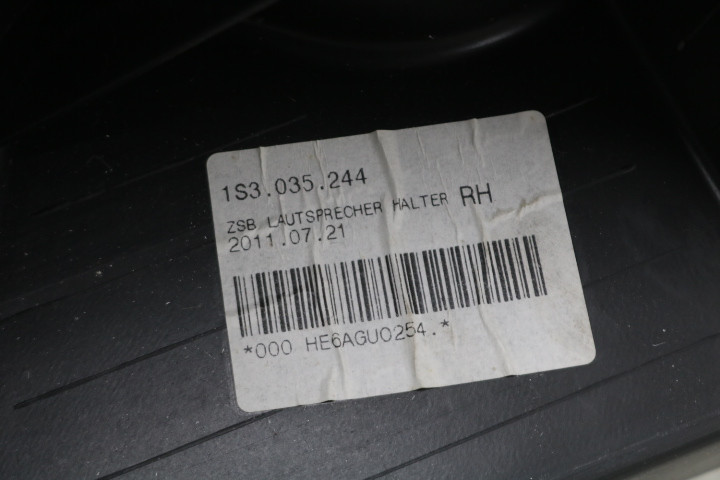 1S3.035.244
ZSB LAUTSPRECHER HALTER RH
2011.07.21
*000 HE6AGU0254.*